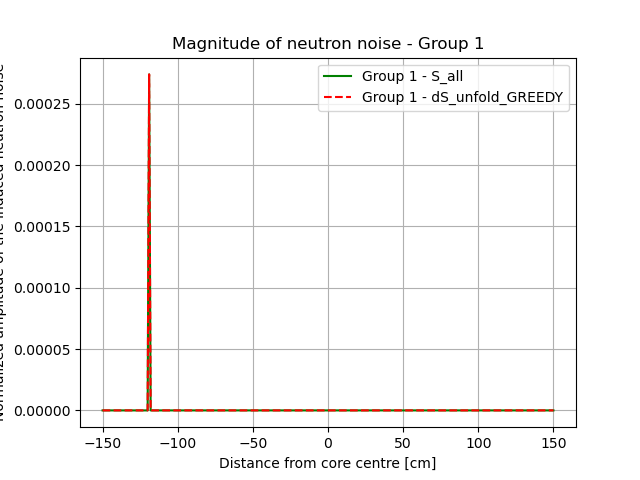 Magnitude of neutron noise - Group 1
Group 1 - S_all
Group 1 - dS_unfold_GREEDY
Normalized amplitude of the induced neutron noise
0.00025
0.00020
0.00015
0.00010
0.00005
0.00000
−150 −100 −50 0 50 100 150
Distance from core centre [cm]